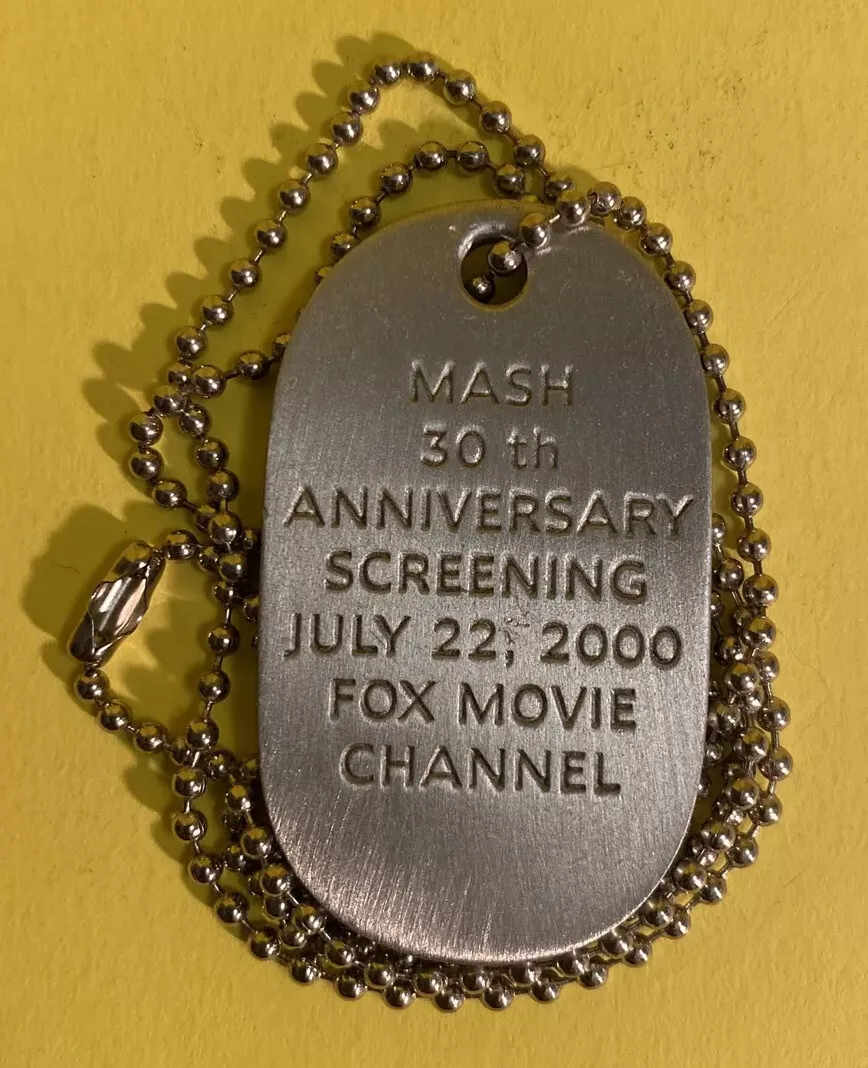 MASH
30 th
ANNIVERSARY
SCREENING
JULY 22, 2000
FOX MOVIE
CHANNEL